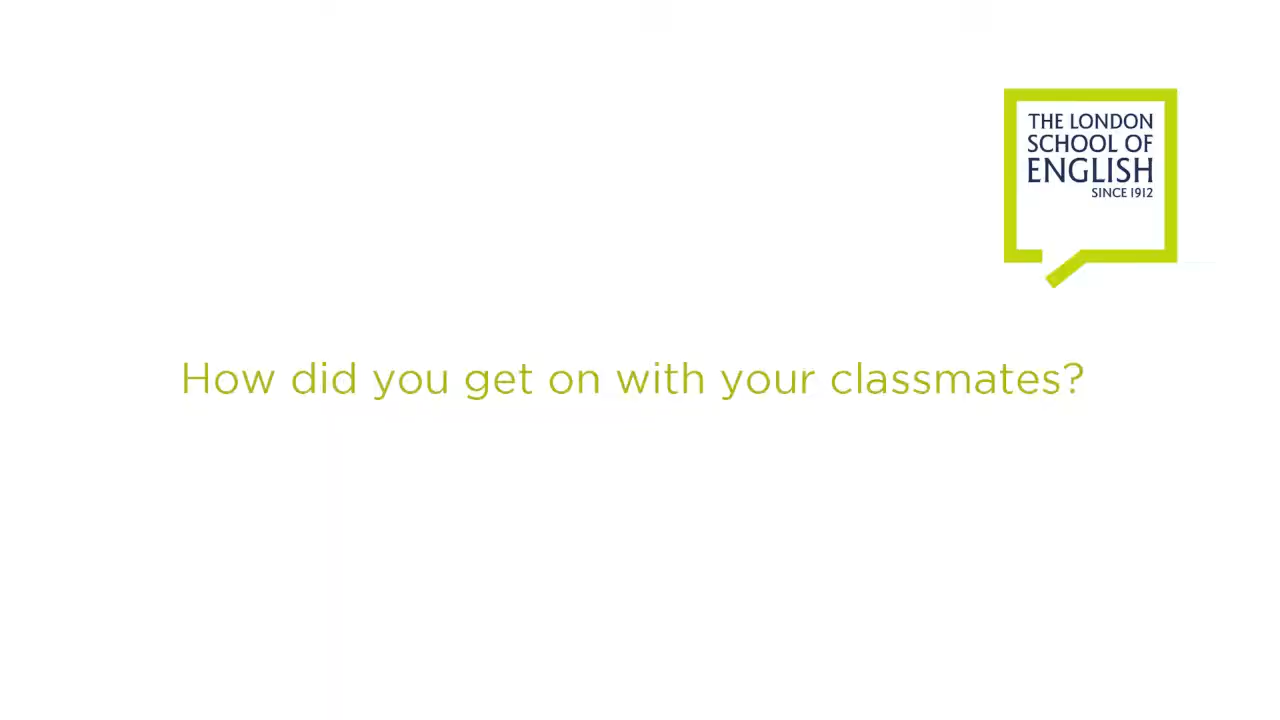 THE LONDON
SCHOOL OF
ENGLISH
SINCE 1912
How did you get on with your classmates?